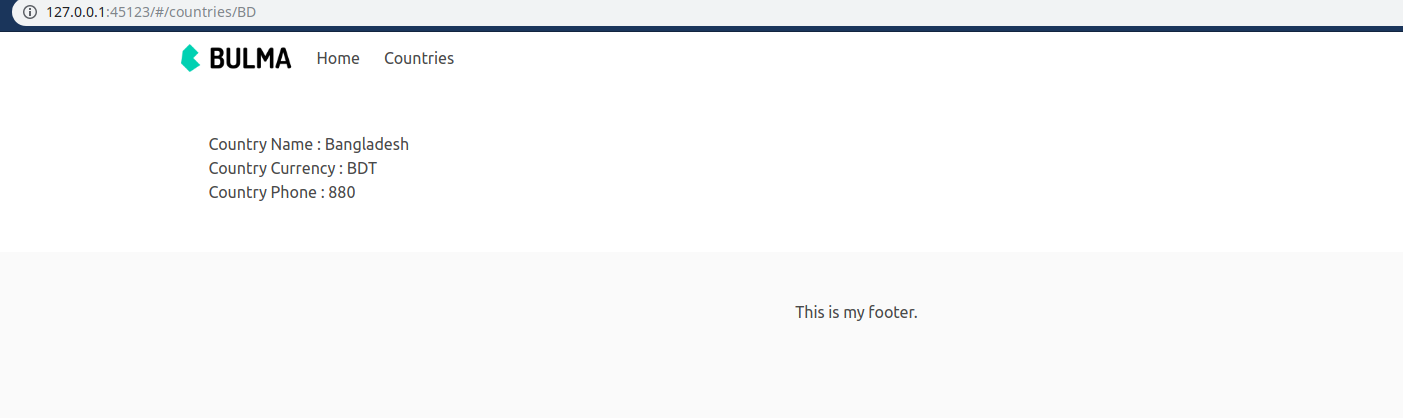 127.0.0.1:45123/#/countries/BD
BULMA Home Countries
Country Name : Bangladesh
Country Currency : BDT
Country Phone : 880
This is my footer.